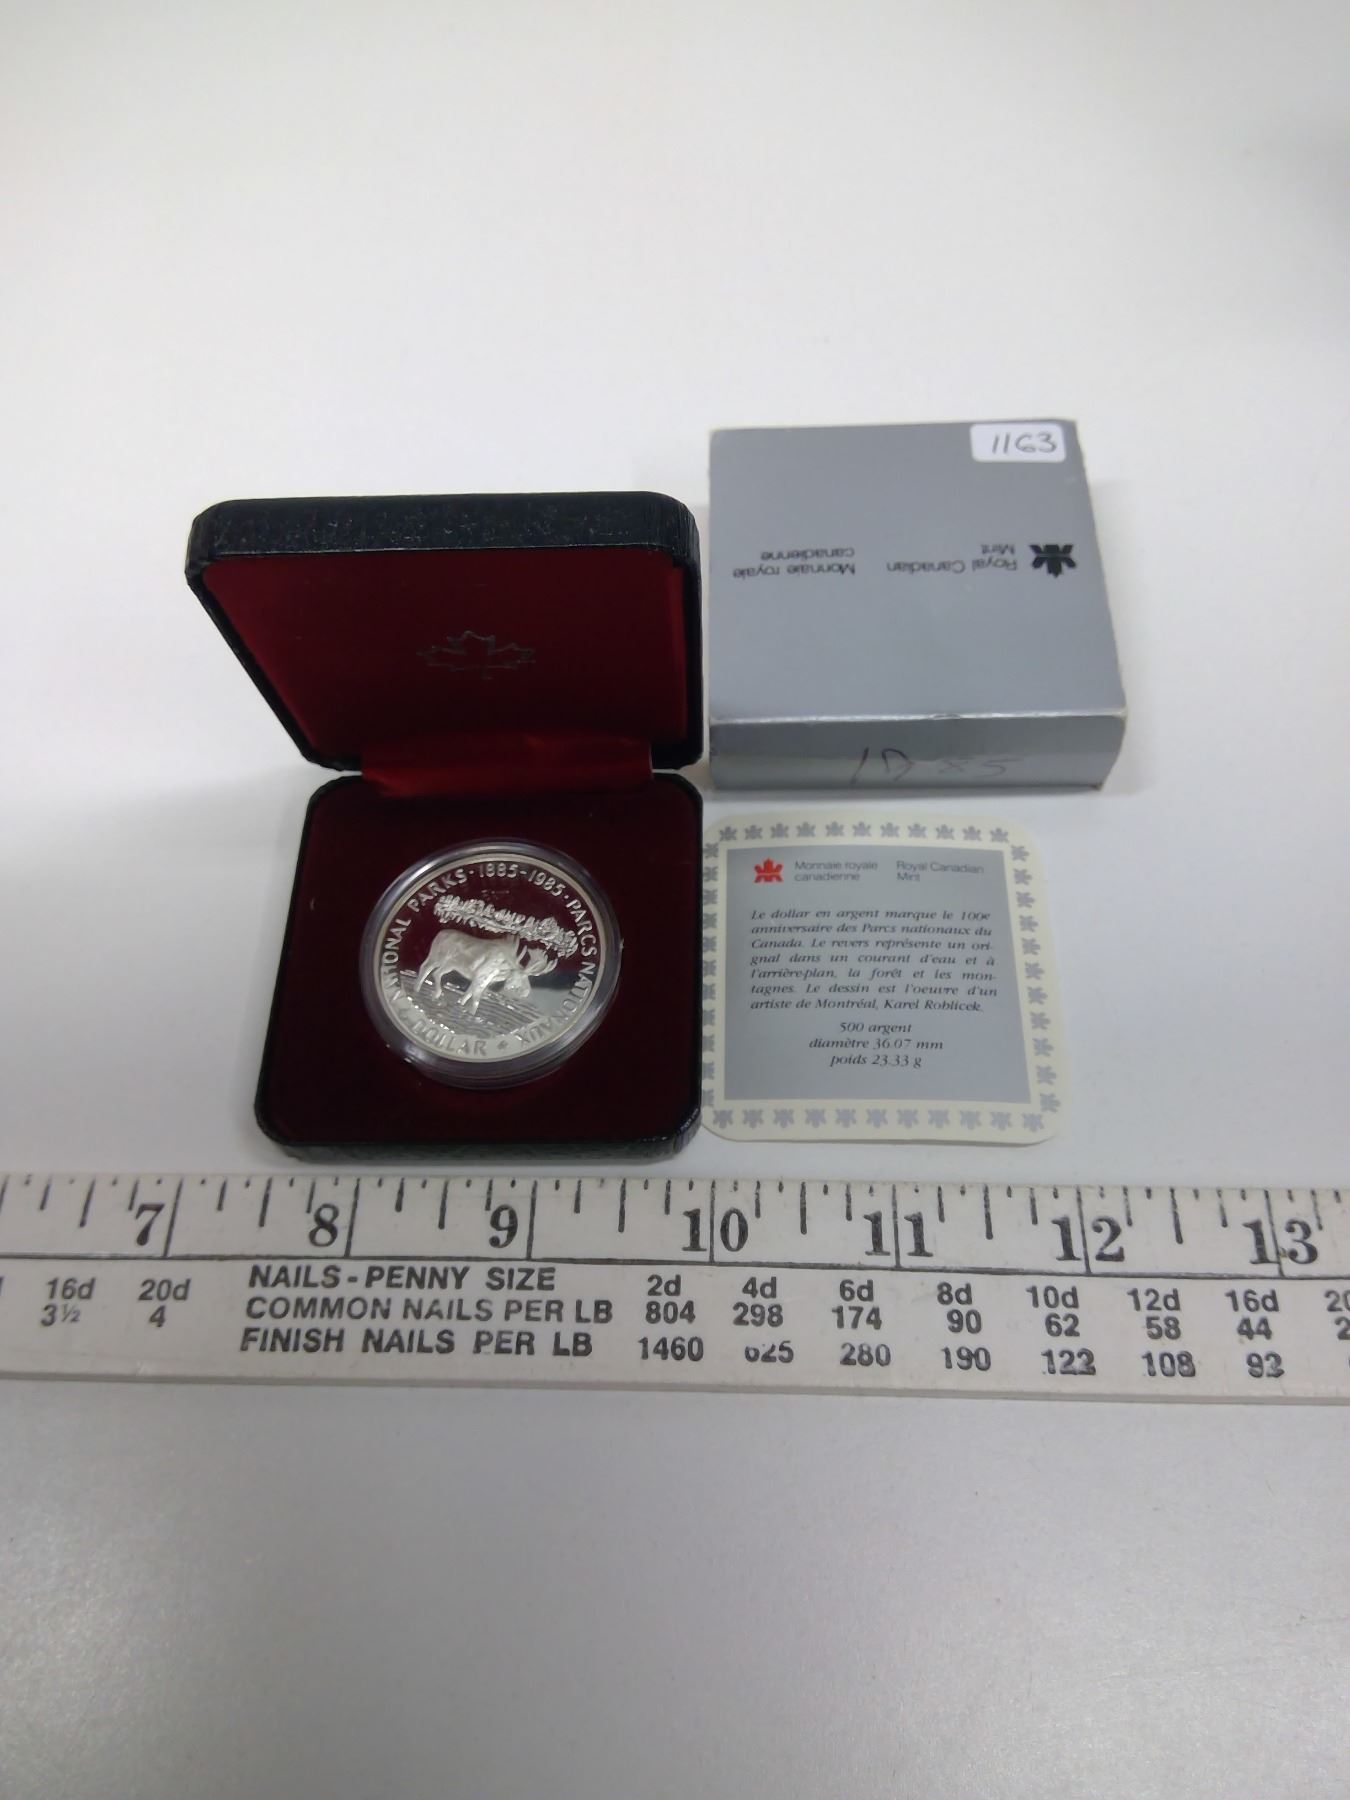 1163
Royal Canadian
Mint
Monnaie royale
canadienne
NATIONAL PARKS · 1885-1985 · PARCS NATIONAUX
DOLLAR
Monnaie royale
canadienne
Royal Canadian
Mint
Le dollar en argent marque le 100e
anniversaire des Parcs nationaux du
Canada. Le revers représente un ori-
gnal dans un courant d'eau et à
l'arrière-plan, la forêt et les mon-
tagnes. Le dessin est l'oeuvre d'un
artiste de Montréal, Karel Rohlicek.
500 argent
diamètre 36.07 mm
poids 23.33 g
7 8 9 10 11 12 13
16d 20d NAILS - PENNY SIZE 2d 4d 6d 8d 10d 12d 16d
3½ 4 COMMON NAILS PER LB 804 298 174 90 62 58 44
FINISH NAILS PER LB 1460 625 280 190 122 108 92